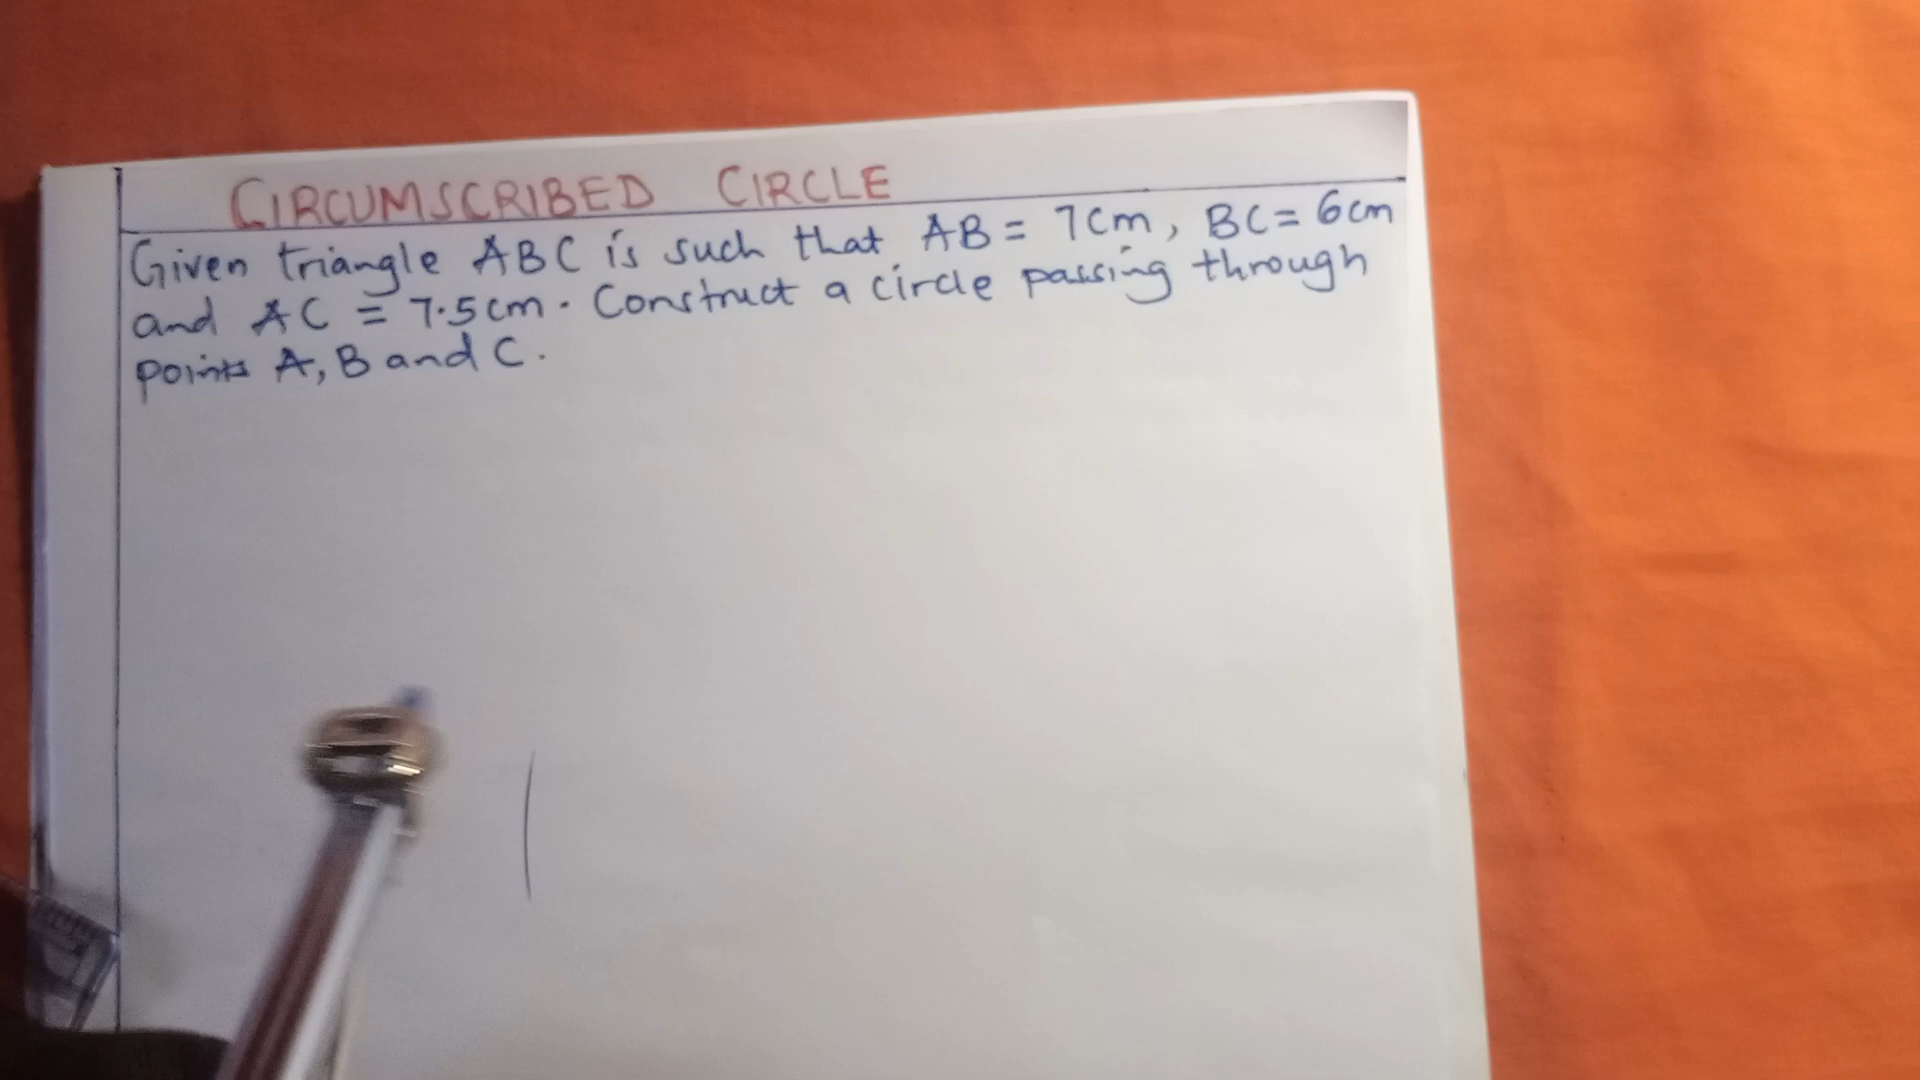 CIRCUMSCRIBED CIRCLE
Given triangle ABC is such that AB = 7cm, BC = 6cm
and AC = 7.5cm. Construct a circle passing through
points A, B and C.